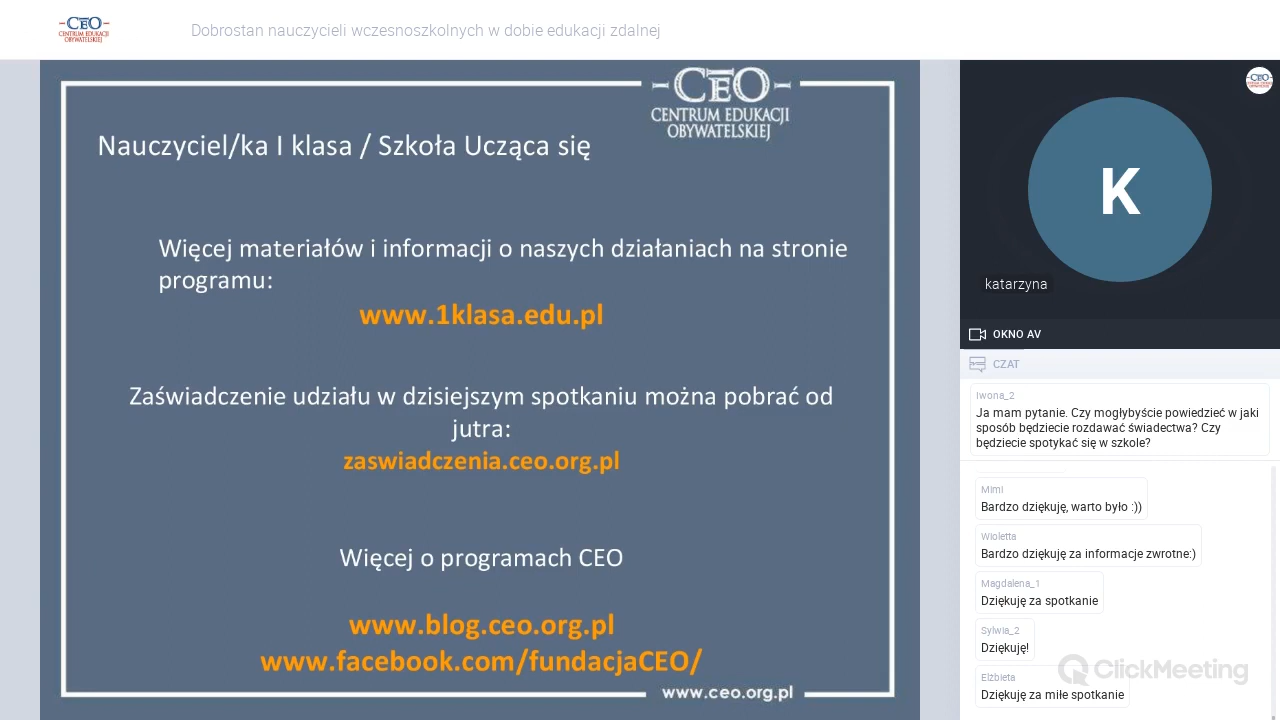 CEO
CENTRUM EDUKACJI
OBYWATELSKIEJ
Dobrostan nauczycieli wczesnoszkolnych w dobie edukacji zdalnej
CEO
CENTRUM EDUKACJI
OBYWATELSKIEJ
Nauczyciel/ka I klasa / Szkoła Ucząca się
Więcej materiałów i informacji o naszych działaniach na stronie
programu:
www.1klasa.edu.pl
Zaświadczenie udziału w dzisiejszym spotkaniu można pobrać od
jutra:
zaswiadczenia.ceo.org.pl
Więcej o programach CEO
www.blog.ceo.org.pl
www.facebook.com/fundacjaCEO/
www.ceo.org.pl
CEO
K
katarzyna
OKNO AV
CZAT
Iwona_2
Ja mam pytanie. Czy mogłybyście powiedzieć w jaki
sposób będziecie rozdawać świadectwa? Czy
będziecie spotykać się w szkole?
Mimi
Bardzo dziękuję, warto było :))
Wioletta
Bardzo dziękuję za informacje zwrotne:)
Magdalena_1
Dziękuję za spotkanie
Sylwia_2
Dziękuję!
Elżbieta
Dziękuję za miłe spotkanie
ClickMeeting